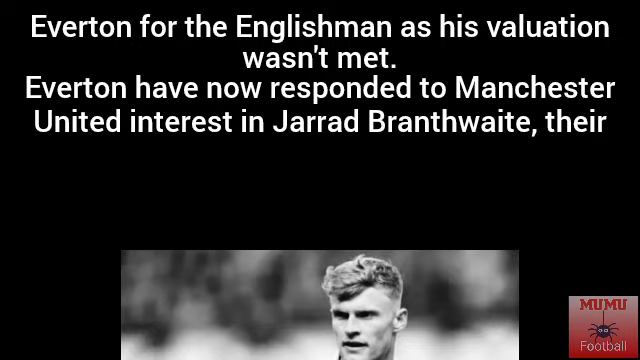 Everton for the Englishman as his valuation
wasn't met.
Everton have now responded to Manchester
United interest in Jarrad Branthwaite, their
MUMU
Football